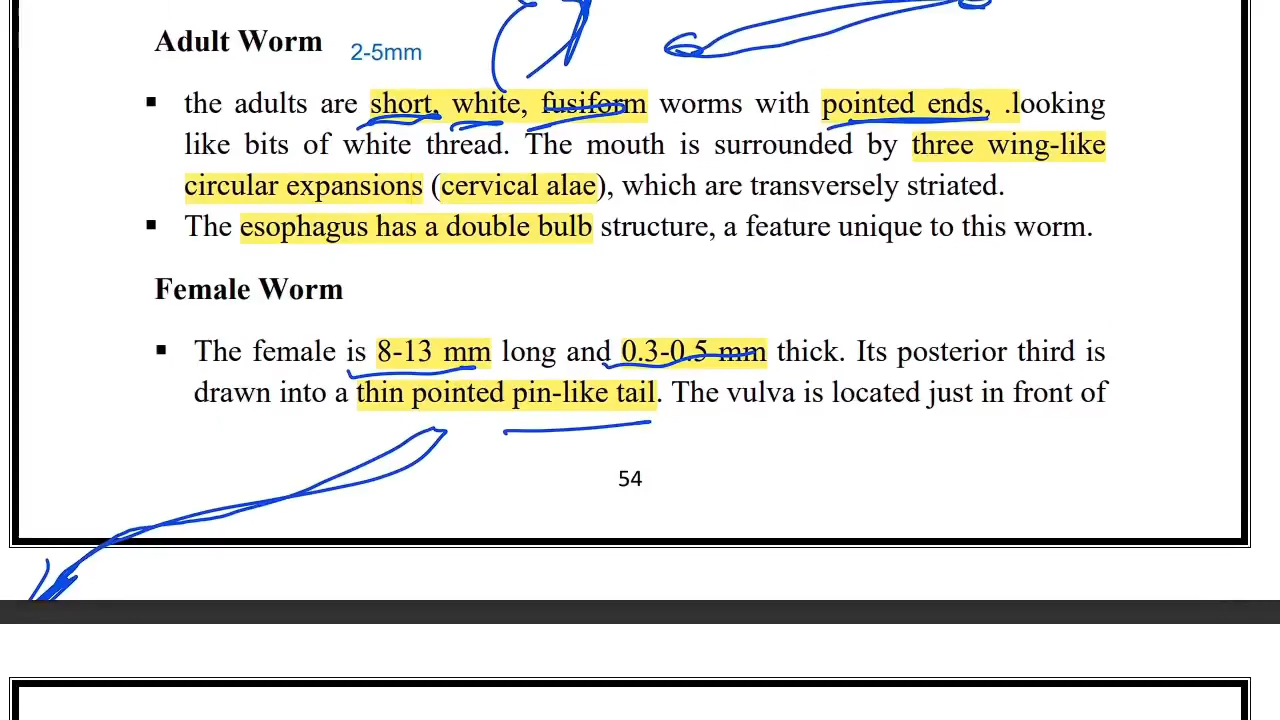 Adult Worm 2-5mm
▪ the adults are short, white, fusiform worms with pointed ends, .looking
like bits of white thread. The mouth is surrounded by three wing-like
circular expansions (cervical alae), which are transversely striated.
▪ The esophagus has a double bulb structure, a feature unique to this worm.
Female Worm
▪ The female is 8-13 mm long and 0.3-0.5 mm thick. Its posterior third is
drawn into a thin pointed pin-like tail. The vulva is located just in front of
54